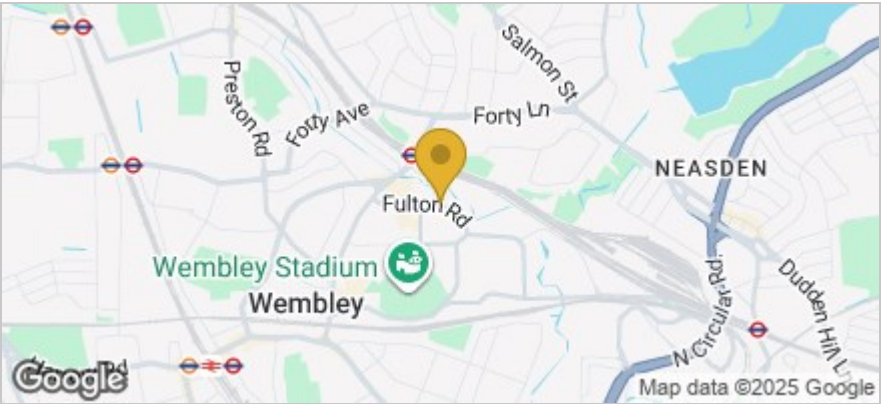 Salmon St
Preston Rd
Forty Ave
Forty Ln
NEASDEN
Fulton Rd
Wembley Stadium
Wembley
N Circular Rd
Dudden Hill Ln
Google
Map data ©2025 Google